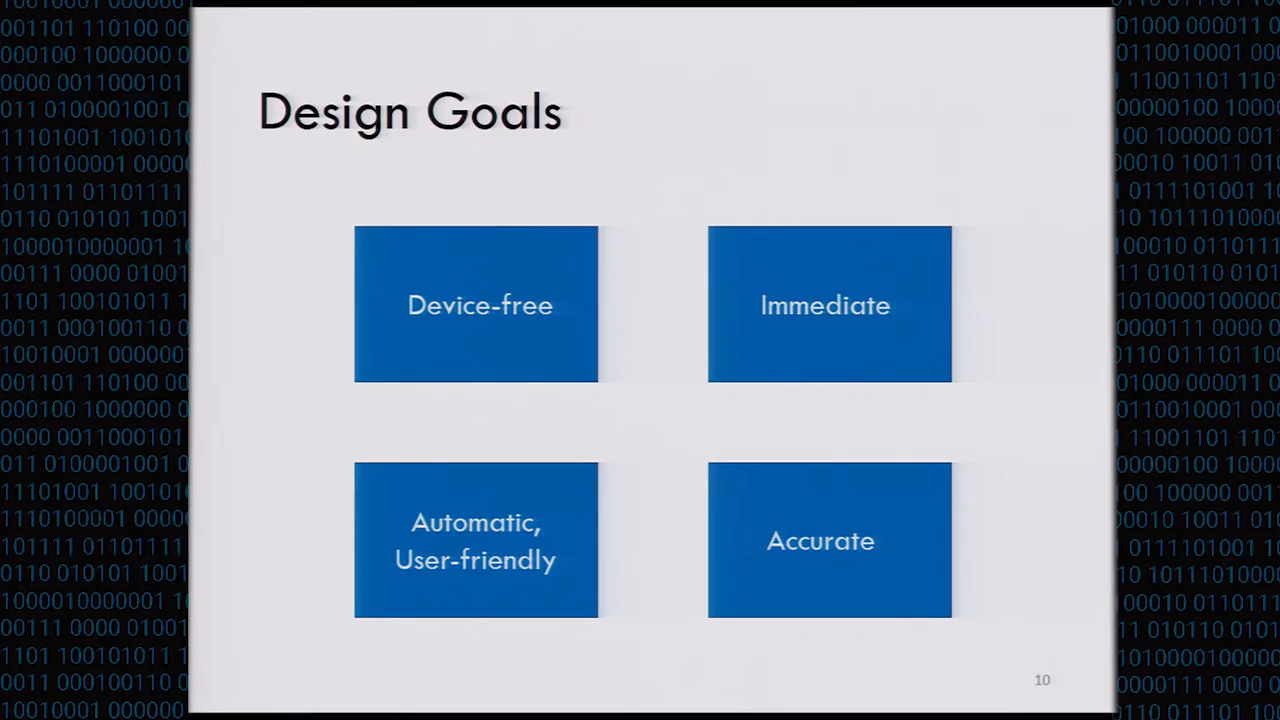 Design Goals
Device-free
Immediate
Automatic,
User-friendly
Accurate
10